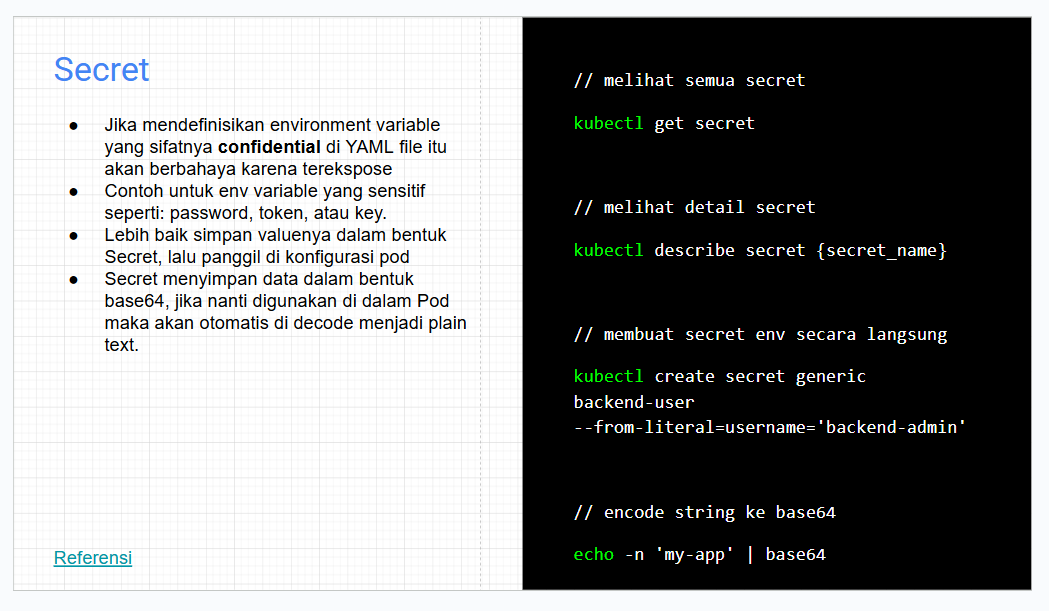 Secret
● Jika mendefinisikan environment variable
yang sifatnya confidential di YAML file itu
akan berbahaya karena terekspose
● Contoh untuk env variable yang sensitif
seperti: password, token, atau key.
● Lebih baik simpan valuenya dalam bentuk
Secret, lalu panggil di konfigurasi pod
● Secret menyimpan data dalam bentuk
base64, jika nanti digunakan di dalam Pod
maka akan otomatis di decode menjadi plain
text.
Referensi
// melihat semua secret
kubectl get secret
// melihat detail secret
kubectl describe secret {secret_name}
// membuat secret env secara langsung
kubectl create secret generic
backend-user
--from-literal=username='backend-admin'
// encode string ke base64
echo -n 'my-app' | base64